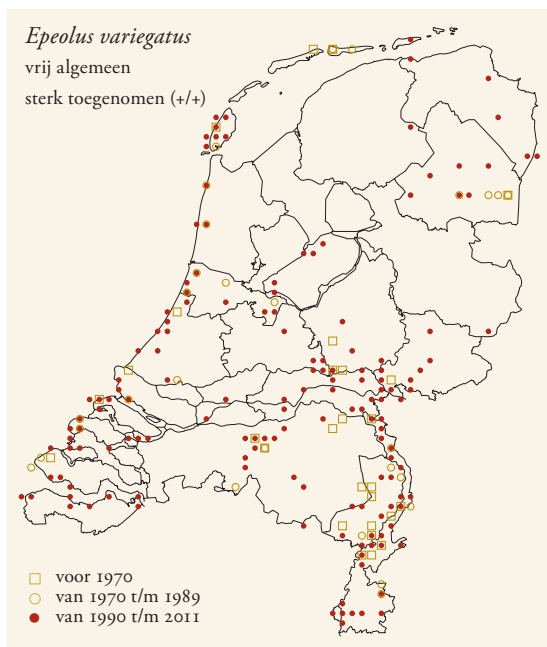 Epeolus variegatus
vrij algemeen
sterk toegenomen (+/+)
voor 1970
van 1970 t/m 1989
van 1990 t/m 2011